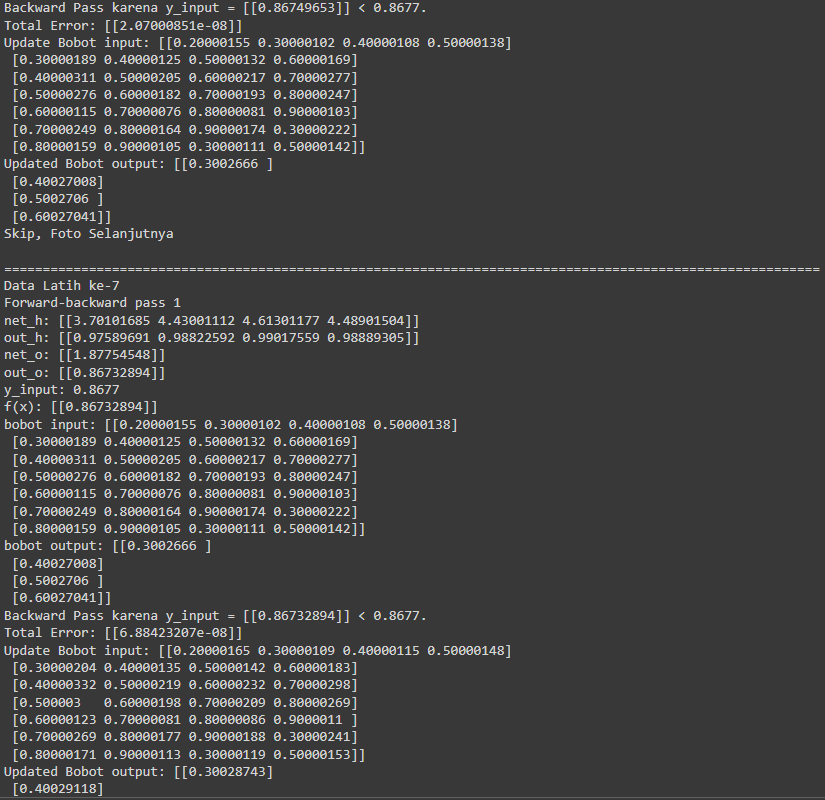 Backward Pass karena y_input = [[0.86749653]] < 0.8677.
Total Error: [[2.07000851e-08]]
Update Bobot input: [[0.20000155 0.30000102 0.40000108 0.50000138]
 [0.30000189 0.40000125 0.50000132 0.60000169]
 [0.40000311 0.50000205 0.60000217 0.70000277]
 [0.50000276 0.60000182 0.70000193 0.80000247]
 [0.60000115 0.70000076 0.80000081 0.90000103]
 [0.70000249 0.80000164 0.90000174 0.30000222]
 [0.80000159 0.90000105 0.30000111 0.50000142]]
Updated Bobot output: [[0.3002666 ]
 [0.40027008]
 [0.5002706 ]
 [0.60027041]]
Skip, Foto Selanjutnya
==========================================================================================================
Data Latih ke-7
Forward-backward pass 1
net_h: [[3.70101685 4.43001112 4.61301177 4.48901504]]
out_h: [[0.97589691 0.98822592 0.99017559 0.98889305]]
net_o: [[1.87754548]]
out_o: [[0.86732894]]
y_input: 0.8677
f(x): [[0.86732894]]
bobot input: [[0.20000155 0.30000102 0.40000108 0.50000138]
 [0.30000189 0.40000125 0.50000132 0.60000169]
 [0.40000311 0.50000205 0.60000217 0.70000277]
 [0.50000276 0.60000182 0.70000193 0.80000247]
 [0.60000115 0.70000076 0.80000081 0.90000103]
 [0.70000249 0.80000164 0.90000174 0.30000222]
 [0.80000159 0.90000105 0.30000111 0.50000142]]
bobot output: [[0.3002666 ]
 [0.40027008]
 [0.5002706 ]
 [0.60027041]]
Backward Pass karena y_input = [[0.86732894]] < 0.8677.
Total Error: [[6.88423207e-08]]
Update Bobot input: [[0.20000165 0.30000109 0.40000115 0.50000148]
 [0.30000204 0.40000135 0.50000142 0.60000183]
 [0.40000332 0.50000219 0.60000232 0.70000298]
 [0.500003   0.60000198 0.70000209 0.80000269]
 [0.60000123 0.70000081 0.80000086 0.9000011 ]
 [0.70000269 0.80000177 0.90000188 0.30000241]
 [0.80000171 0.90000113 0.30000119 0.50000153]]
Updated Bobot output: [[0.30028743]
 [0.40029118]